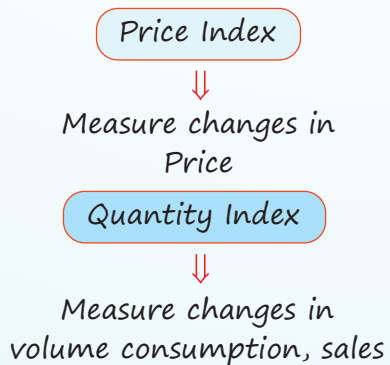 Price Index
⇓
Measure changes in
Price
Quantity Index
⇓
Measure changes in
volume consumption, sales